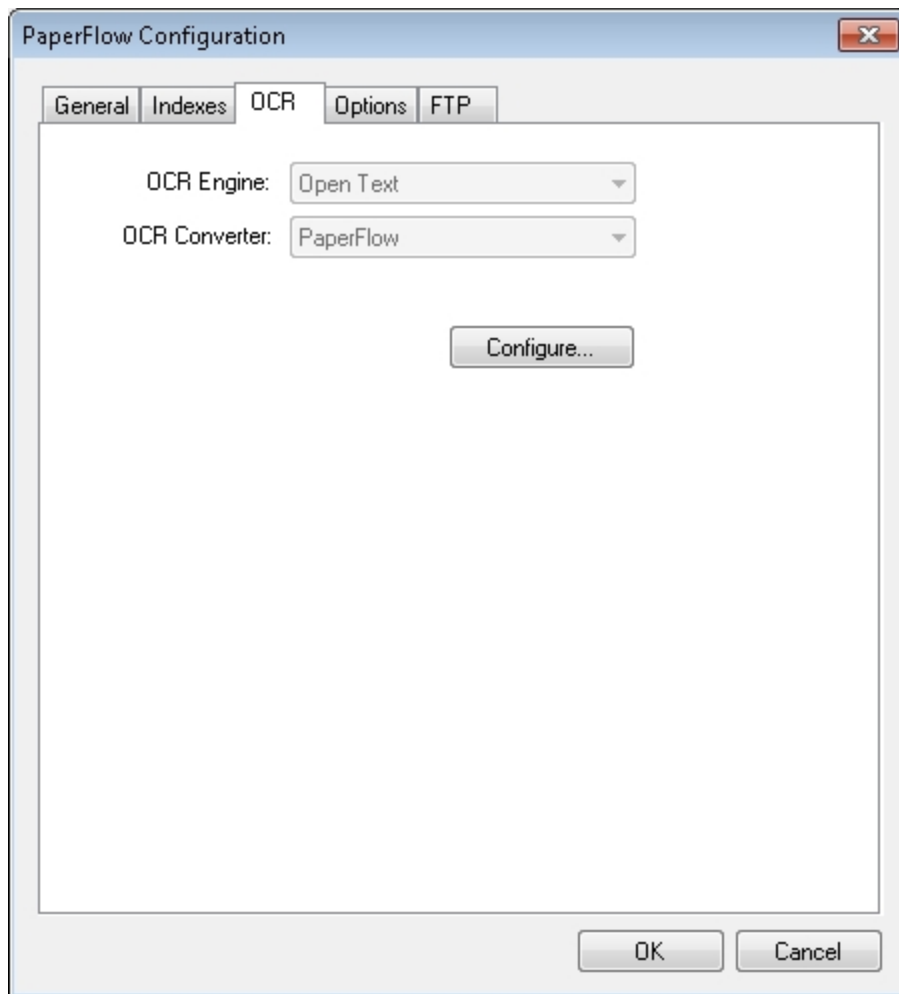 PaperFlow Configuration
General Indexes OCR Options FTP
OCR Engine: Open Text
OCR Converter: PaperFlow
Configure...
OK Cancel